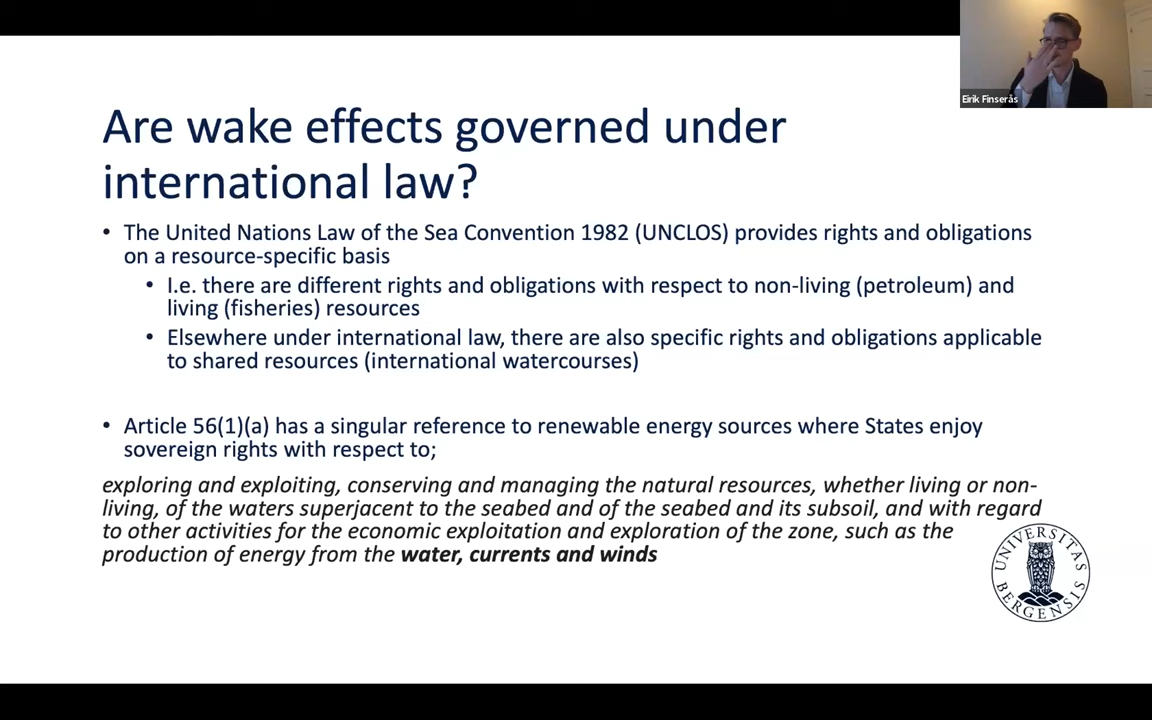 Eirik Finserås
Are wake effects governed under
international law?
• The United Nations Law of the Sea Convention 1982 (UNCLOS) provides rights and obligations
on a resource-specific basis
• I.e. there are different rights and obligations with respect to non-living (petroleum) and
living (fisheries) resources
• Elsewhere under international law, there are also specific rights and obligations applicable
to shared resources (international watercourses)
• Article 56(1)(a) has a singular reference to renewable energy sources where States enjoy
sovereign rights with respect to;
exploring and exploiting, conserving and managing the natural resources, whether living or non-
living, of the waters superjacent to the seabed and of the seabed and its subsoil, and with regard
to other activities for the economic exploitation and exploration of the zone, such as the
production of energy from the water, currents and winds
UNIVERSITAS
BERGENSIS